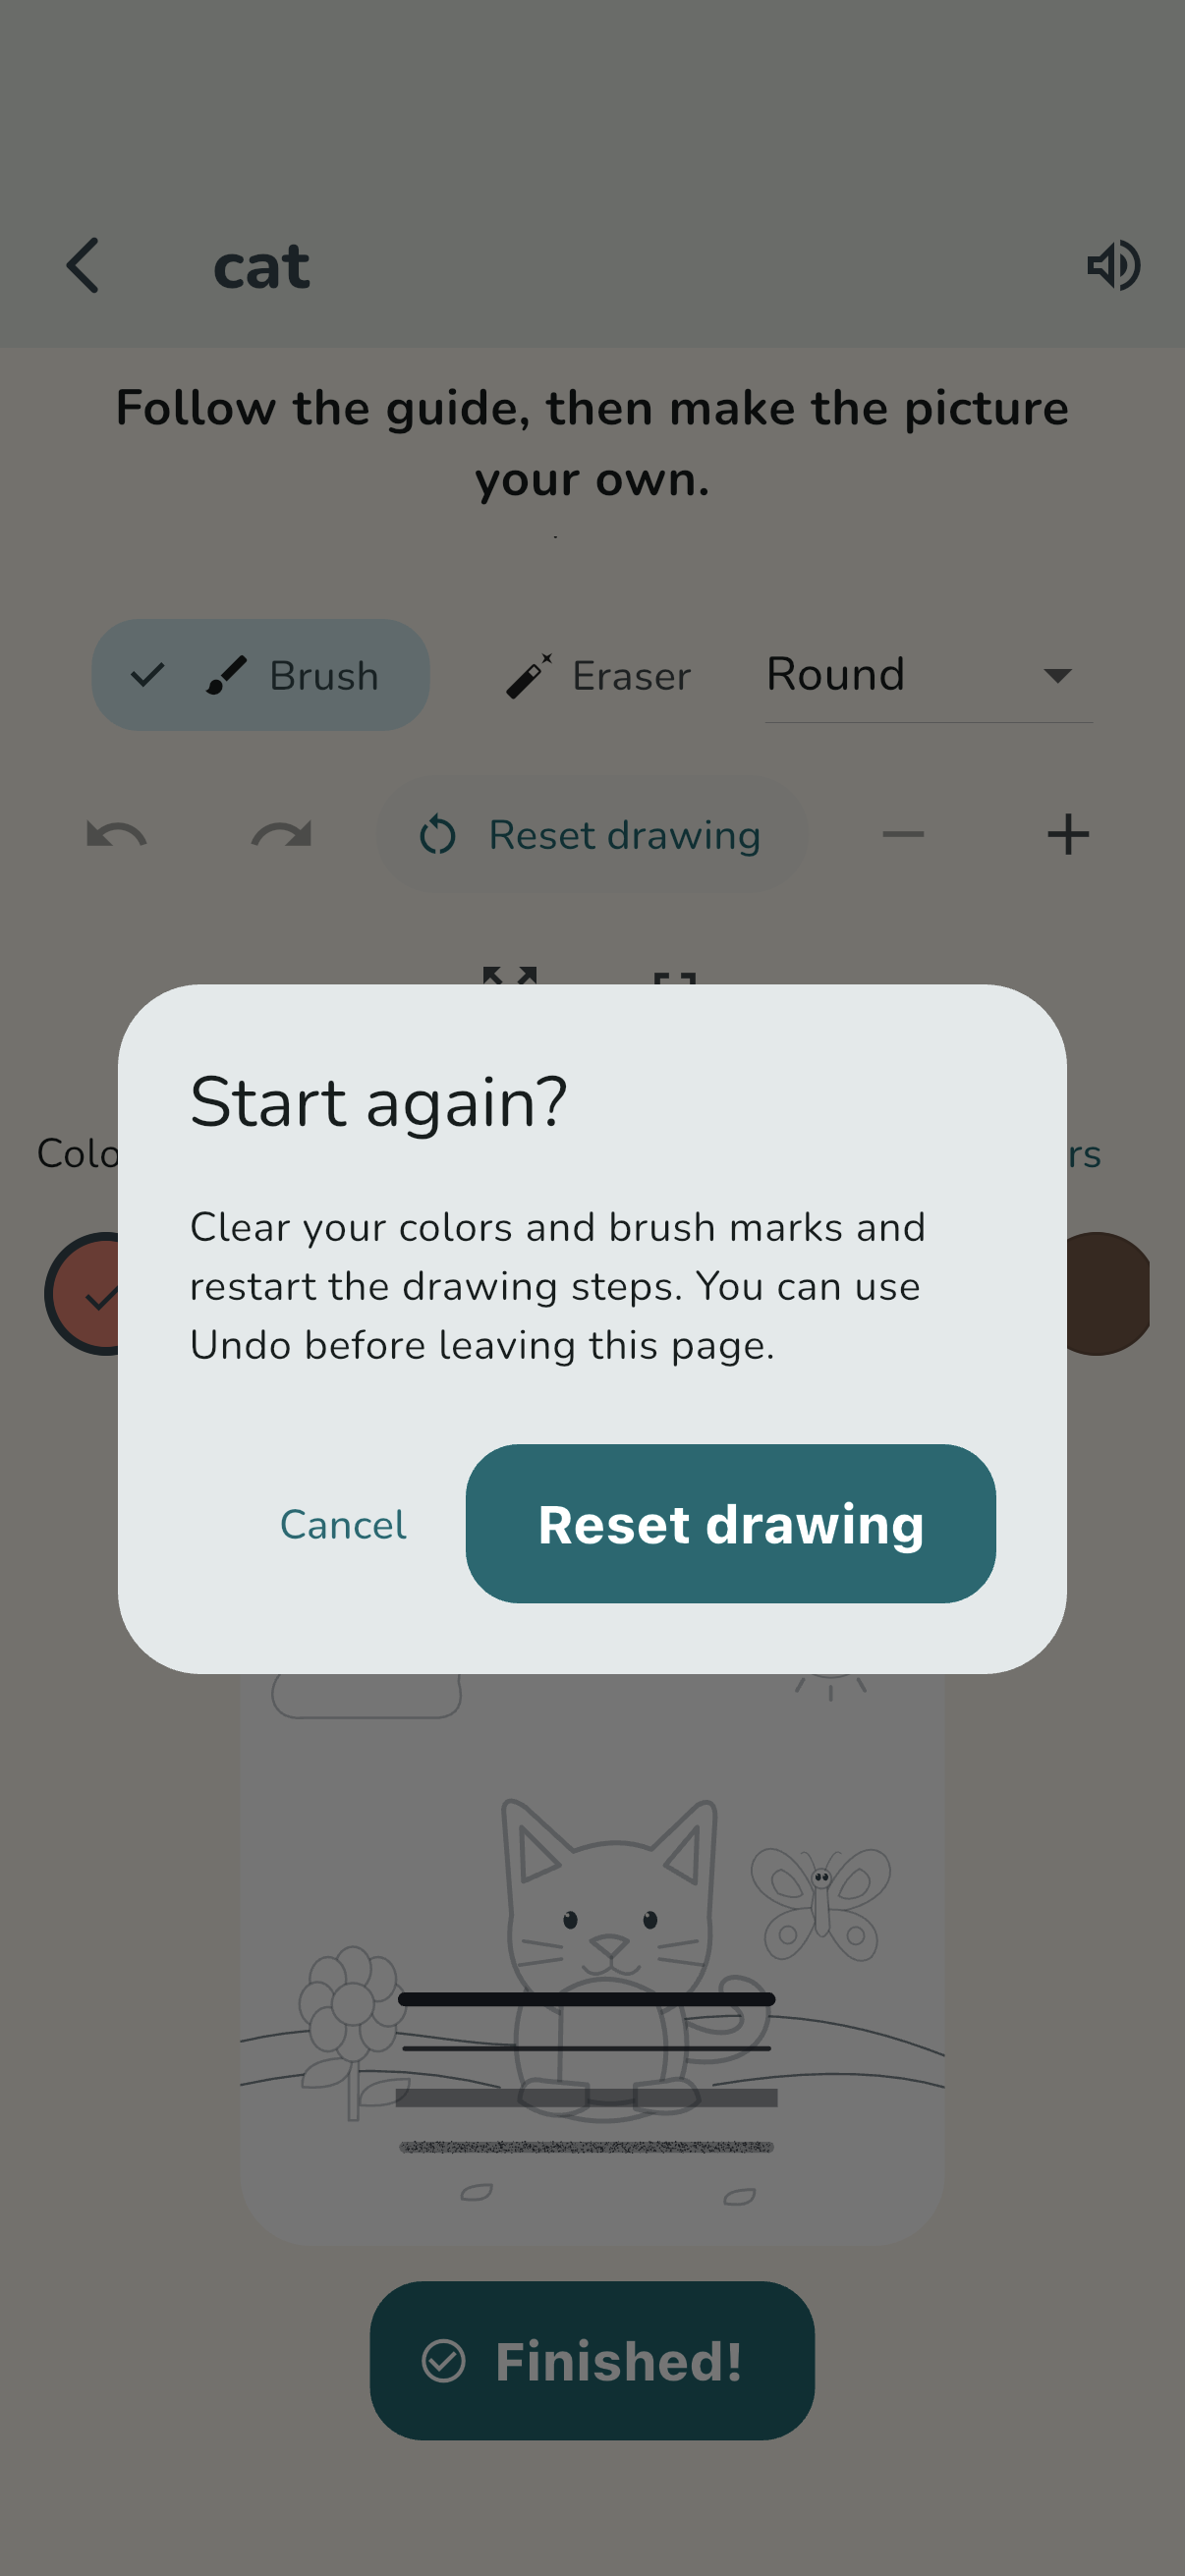 cat
Follow the guide, then make the picture
your own.
Brush
Eraser
Round
Reset drawing
Start again?
Colo
rs
Clear your colors and brush marks and
restart the drawing steps. You can use
Undo before leaving this page.
Cancel
Reset drawing
Finished!